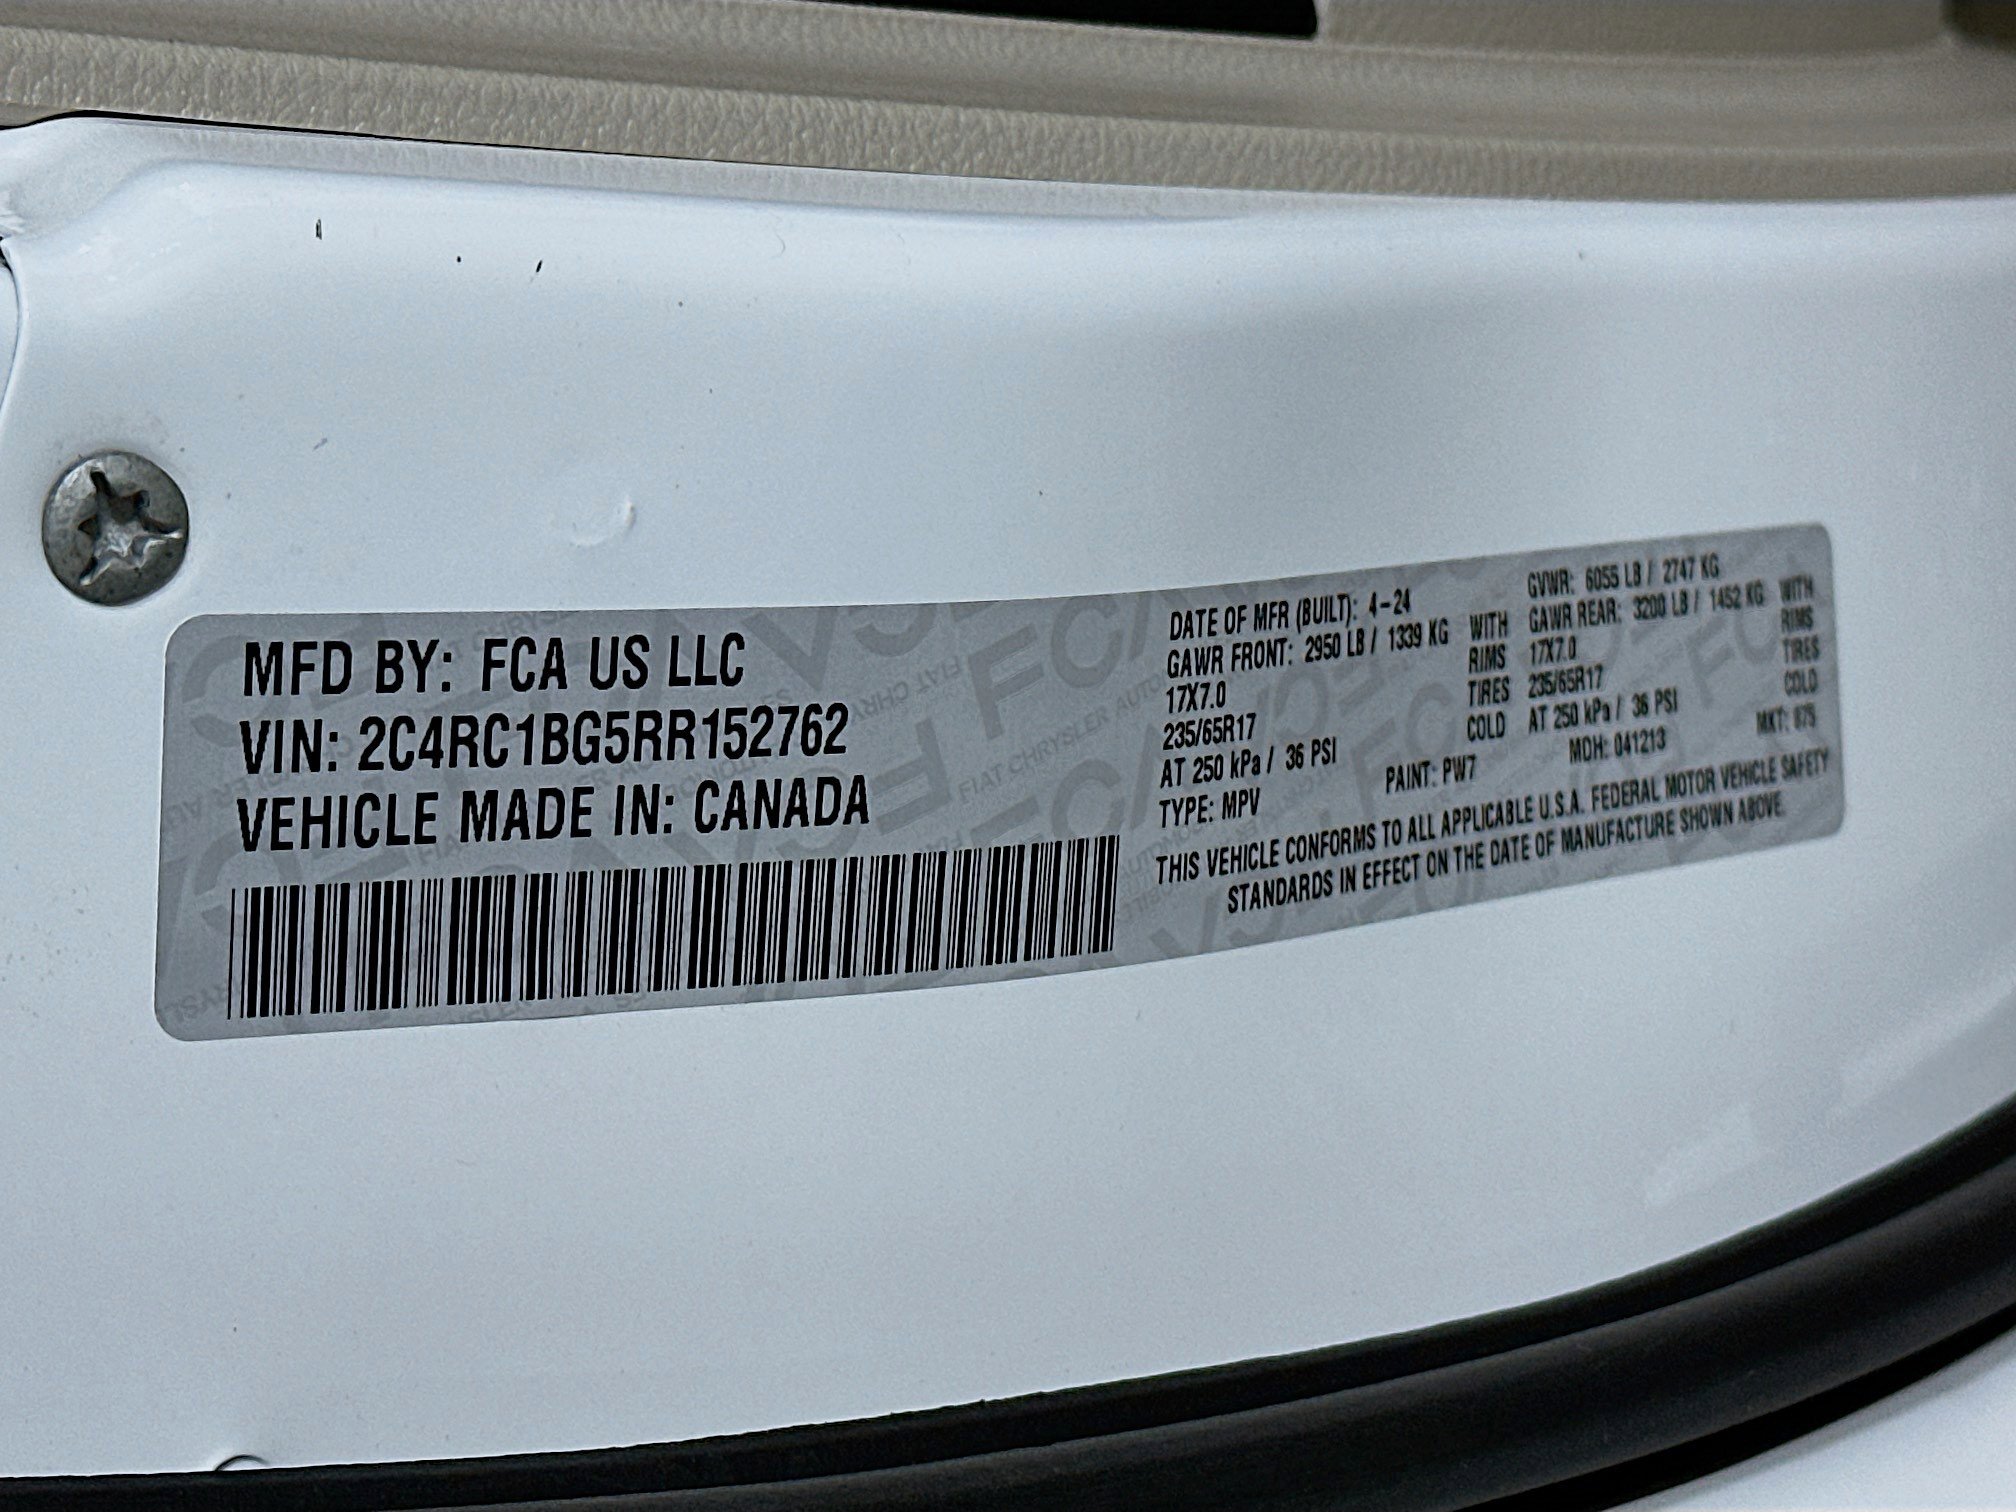 MFD BY: FCA US LLC
VIN: 2C4RC1BG5RR152762
VEHICLE MADE IN: CANADA
DATE OF MFR (BUILT): 4-24 GVWR: 6055 LB / 2747 KG
GAWR FRONT: 2950 LB / 1339 KG WITH GAWR REAR: 3200 LB / 1452 KG WITH
17X7.0 RIMS 17X7.0 RIMS
235/65R17 TIRES 235/65R17 TIRES
AT 250 kPa / 36 PSI COLD AT 250 kPa / 36 PSI COLD
TYPE: MPV PAINT: PW7 MDH: 041213 MKT: 875
THIS VEHICLE CONFORMS TO ALL APPLICABLE U.S.A. FEDERAL MOTOR VEHICLE SAFETY
STANDARDS IN EFFECT ON THE DATE OF MANUFACTURE SHOWN ABOVE.